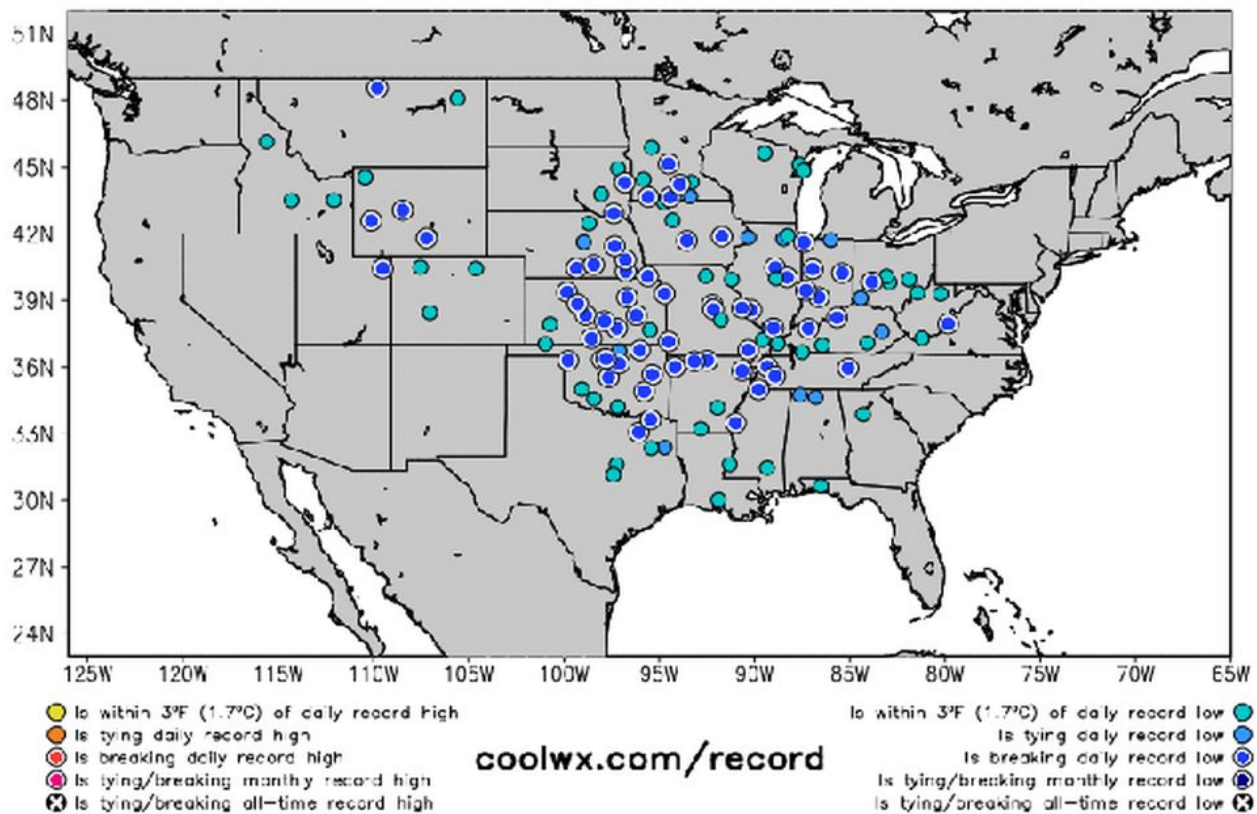 51N
48N
45N
42N
39N
36N
33N
30N
27N
24N
125W 120W 115W 110W 105W 100W 95W 90W 85W 80W 75W 70W 65W
Is within 3°F (1.7°C) of daily record high
Is tying daily record high
Is breaking daily record high
Is tying/breaking monthly record high
Is tying/breaking all-time record high
coolwx.com/record
Is within 3°F (1.7°C) of daily record low
Is tying daily record low
Is breaking daily record low
Is tying/breaking monthly record low
Is tying/breaking all-time record low